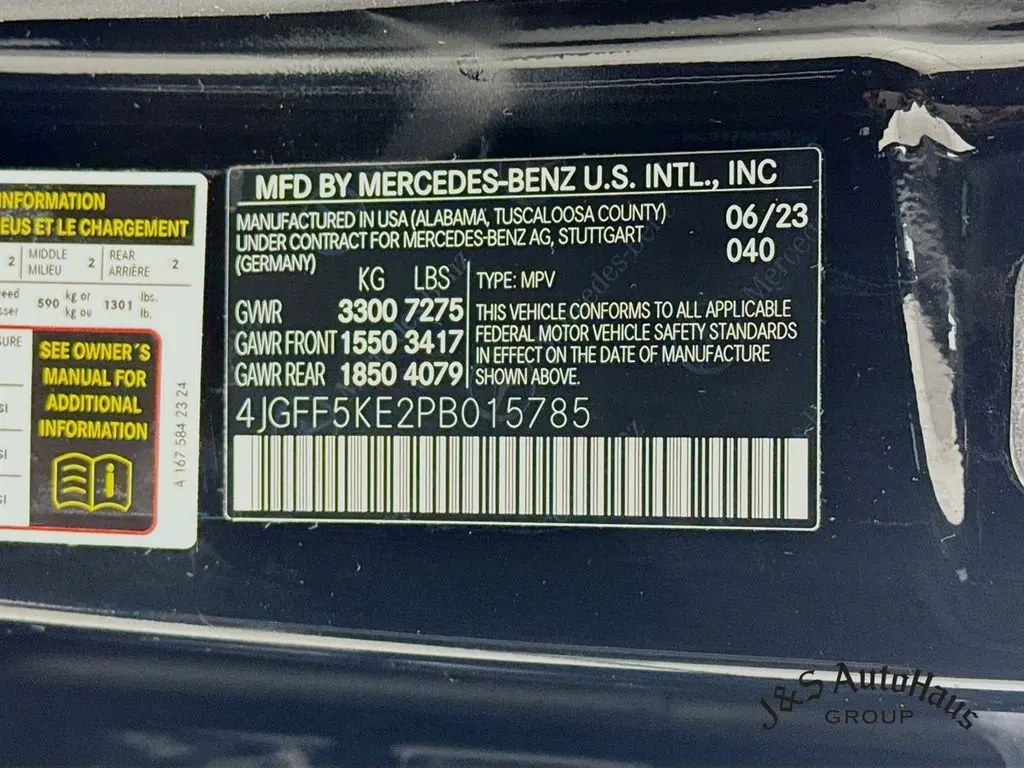 INFORMATION
EUS ET LE CHARGEMENT
2 MIDDLE MILIEU 2 REAR ARRIÈRE 2
590 kg or kg ou 1301 lbs. lb.
SEE OWNER´S
MANUAL FOR
ADDITIONAL
INFORMATION
A 167 584 23 24
MFD BY MERCEDES-BENZ U.S. INTL., INC
MANUFACTURED IN USA (ALABAMA, TUSCALOOSA COUNTY) 06/23
UNDER CONTRACT FOR MERCEDES-BENZ AG, STUTTGART 040
(GERMANY)
KG LBS
GVWR 3300 7275
GAWR FRONT 1550 3417
GAWR REAR 1850 4079
TYPE: MPV
THIS VEHICLE CONFORMS TO ALL APPLICABLE
FEDERAL MOTOR VEHICLE SAFETY STANDARDS
IN EFFECT ON THE DATE OF MANUFACTURE
SHOWN ABOVE.
4JGFF5KE2PB015785
J&S AutoHaus
GROUP